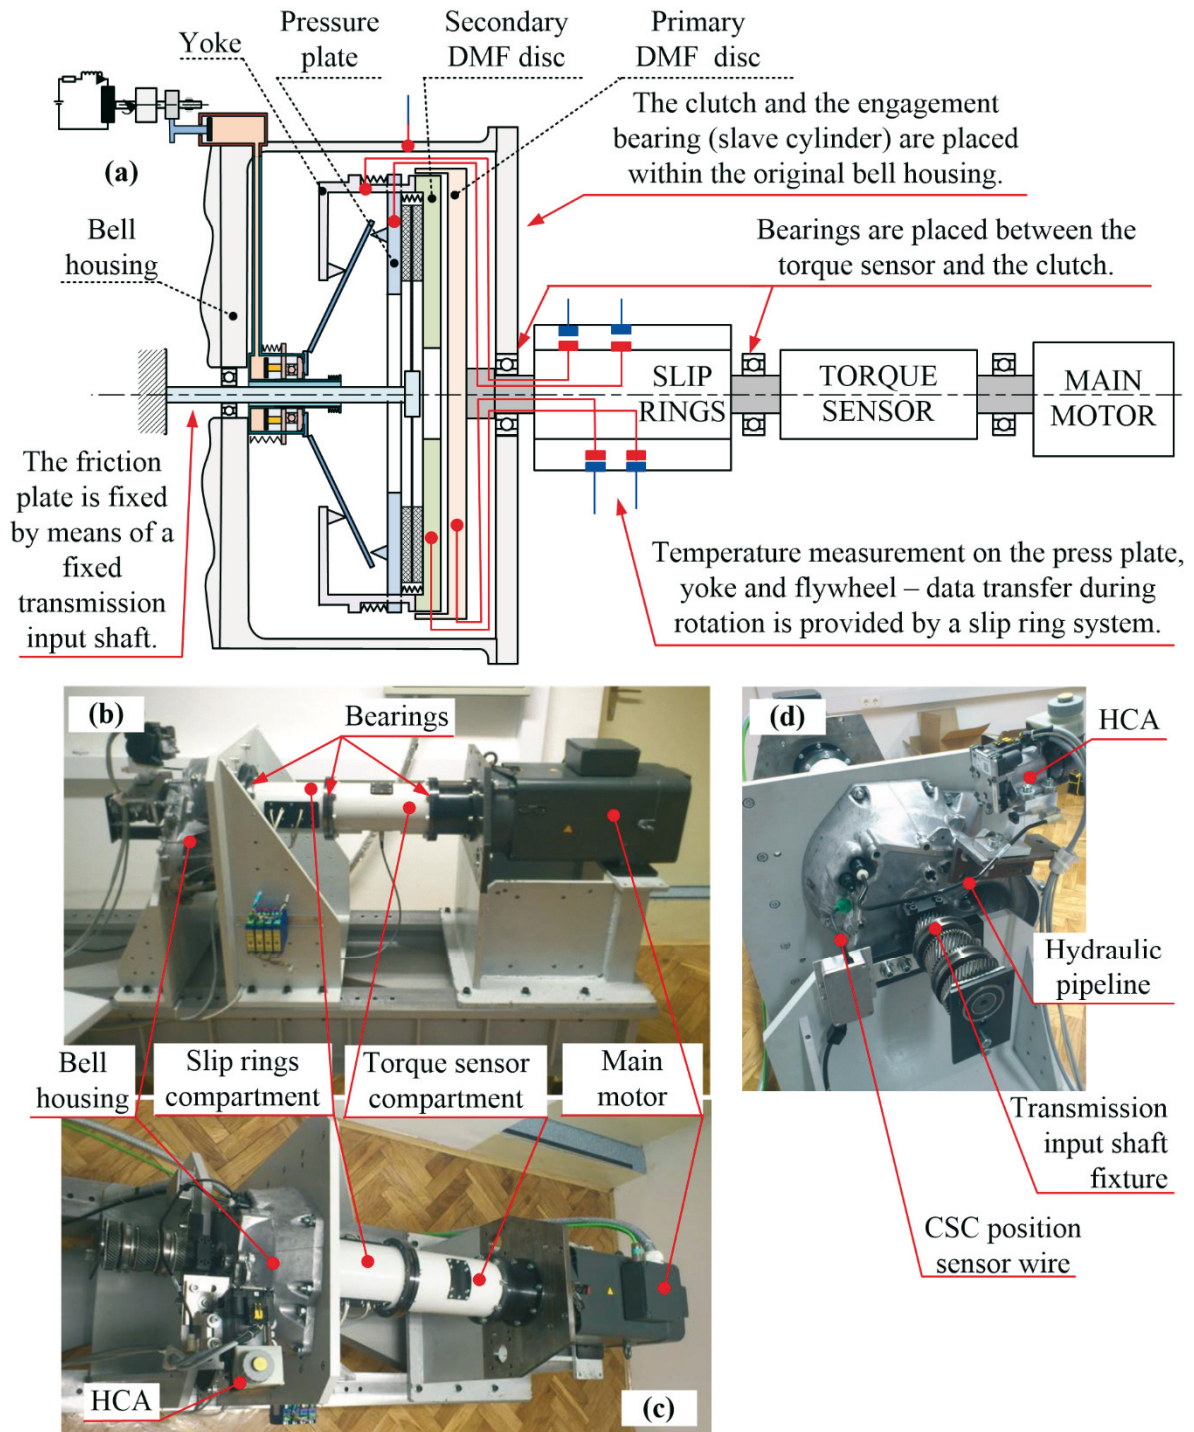 Yoke
Pressure
plate
Secondary
DMF disc
Primary
DMF disc
The clutch and the engagement
bearing (slave cylinder) are placed
within the original bell housing.
(a)
Bell
housing
Bearings are placed between the
torque sensor and the clutch.
SLIP
RINGS
TORQUE
SENSOR
MAIN
MOTOR
The friction
plate is fixed
by means of a
fixed
transmission
input shaft.
Temperature measurement on the press plate,
yoke and flywheel – data transfer during
rotation is provided by a slip ring system.
(b)
Bearings
(d)
HCA
Hydraulic
pipeline
Bell
housing
Slip rings
compartment
Torque sensor
compartment
Main
motor
Transmission
input shaft
fixture
CSC position
sensor wire
HCA
(c)